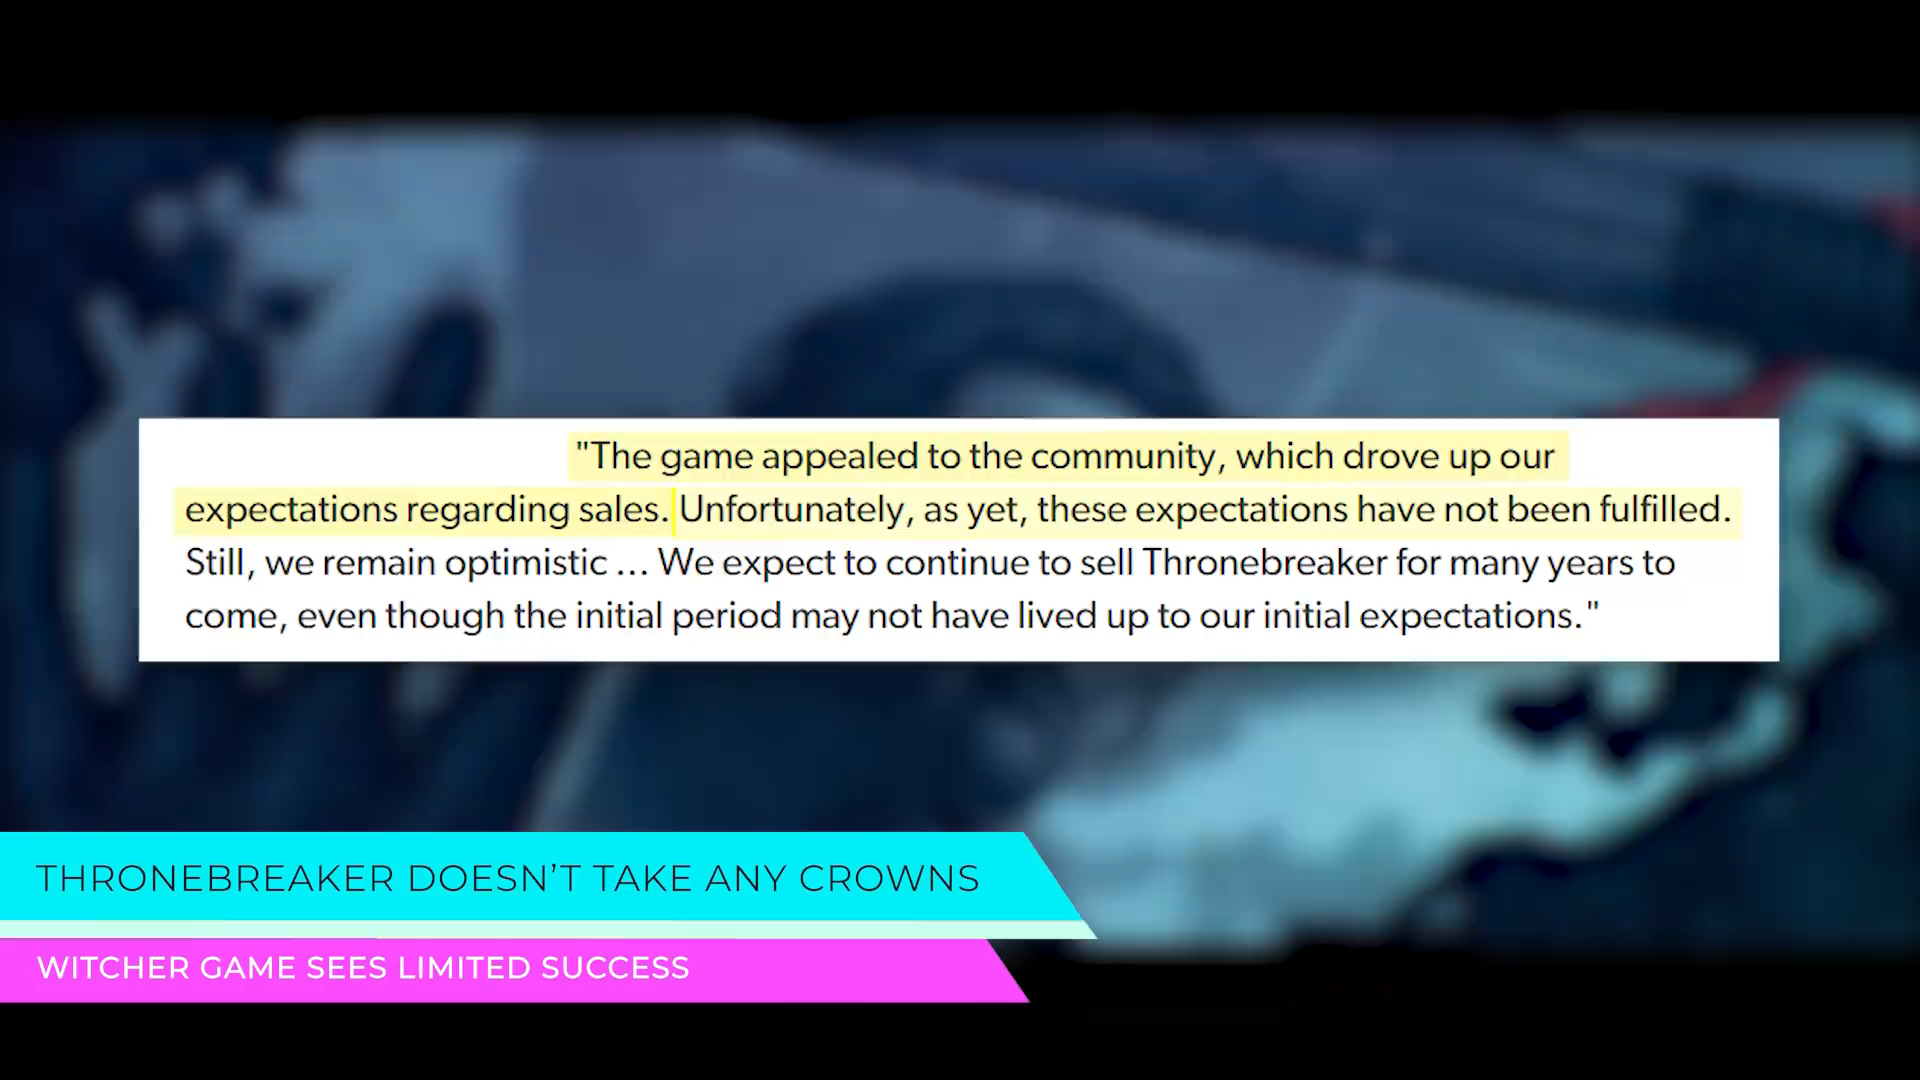 "The game appealed to the community, which drove up our
expectations regarding sales. Unfortunately, as yet, these expectations have not been fulfilled.
Still, we remain optimistic ... We expect to continue to sell Thronebreaker for many years to
come, even though the initial period may not have lived up to our initial expectations."
THRONEBREAKER DOESN'T TAKE ANY CROWNS
WITCHER GAME SEES LIMITED SUCCESS